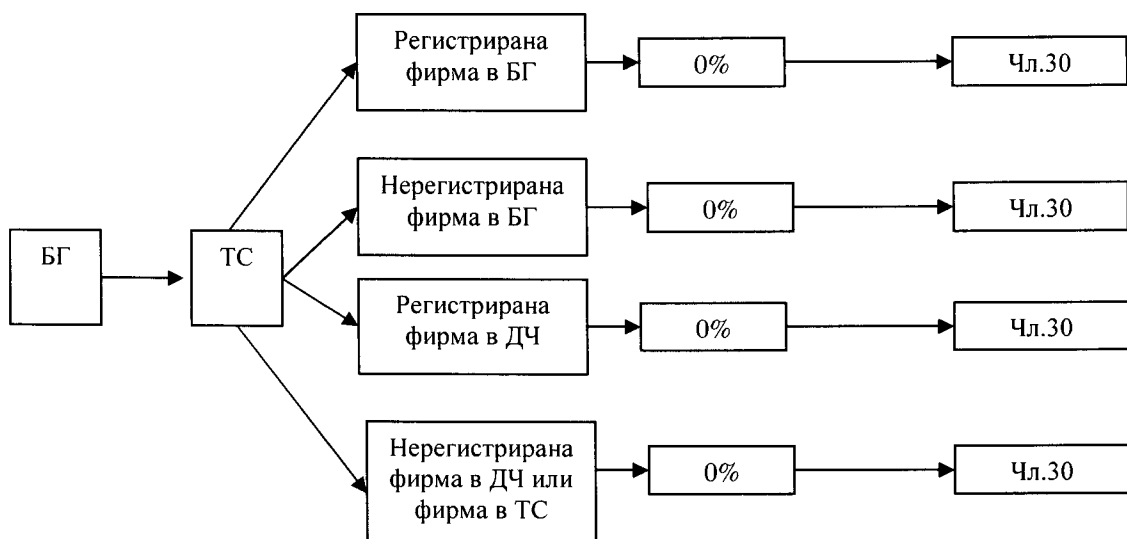 Регистрирана
фирма в БГ
0%
Чл.30
Нерегистрирана
фирма в БГ
0%
Чл.30
БГ
ТС
Регистрирана
фирма в ДЧ
0%
Чл.30
Нерегистрирана
фирма в ДЧ или
фирма в ТС
0%
Чл.30